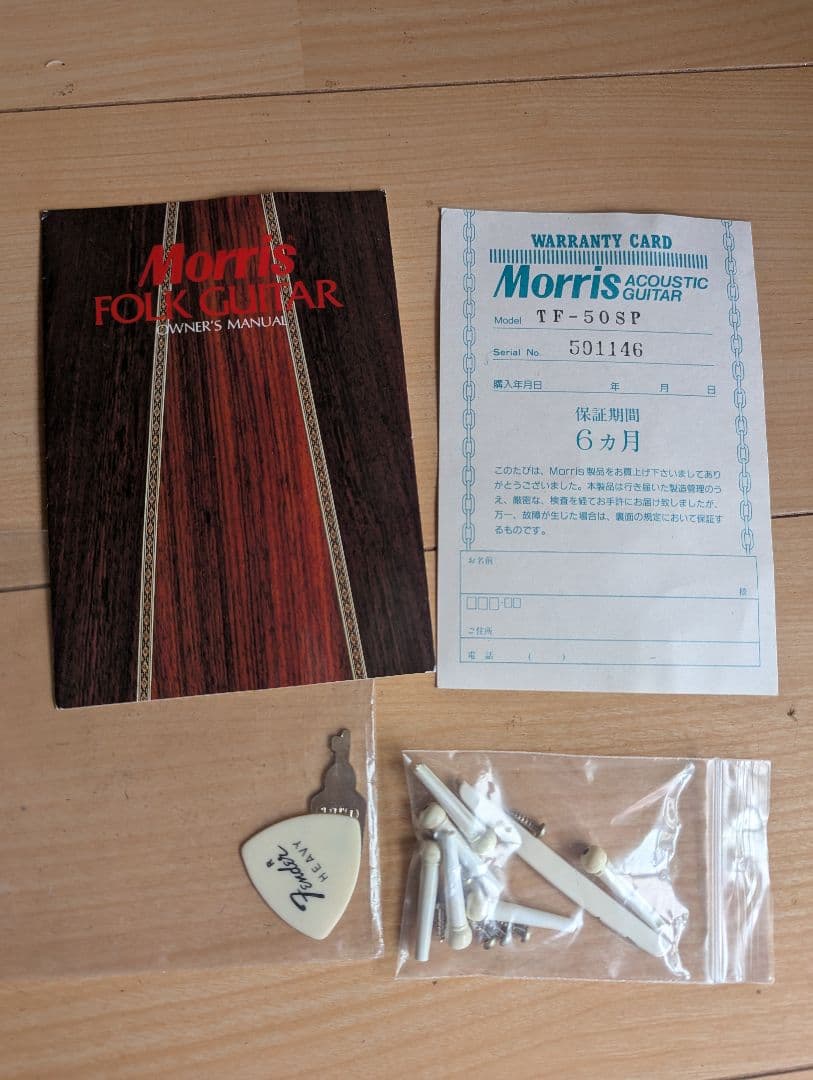 Morris
FOLK GUITAR
OWNER'S MANUAL
WARRANTY CARD
Morris ACOUSTIC GUITAR
Model TF-50SP
Serial No. 501146
購入年月日 年 月 日
保証期間
6ヵ月
このたびは、Morris製品をお買上げ下さいましてあり
がとうございました。本製品は行き届いた製造管理のう
え、厳密な、検査を経てお手許にお届け致しましたが、
万一、故障が生じた場合は、裏面の規定において保証す
るものです。
お名前
様
ご住所
電話 ( ) -
Fender
R
HEAVY